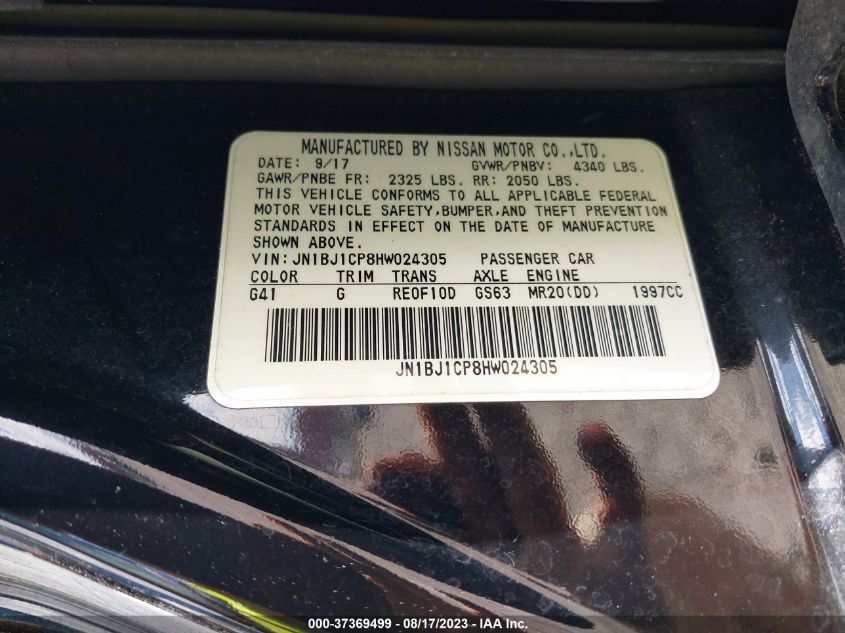 MANUFACTURED BY NISSAN MOTOR CO.,LTD.
DATE: 9/17 GVWR/PNBV: 4340 LBS.
GAWR/PNBE FR: 2325 LBS. RR: 2050 LBS.
THIS VEHICLE CONFORMS TO ALL APPLICABLE FEDERAL
MOTOR VEHICLE SAFETY,BUMPER,AND THEFT PREVENTION
STANDARDS IN EFFECT ON THE DATE OF MANUFACTURE
SHOWN ABOVE.
VIN:JN1BJ1CP8HW024305 PASSENGER CAR
COLOR TRIM TRANS AXLE ENGINE
G41 G RE0F10D GS63 MR20(DD) 1997CC
JN1BJ1CP8HW024305
000-37369499 - 08/17/2023 - IAA Inc.